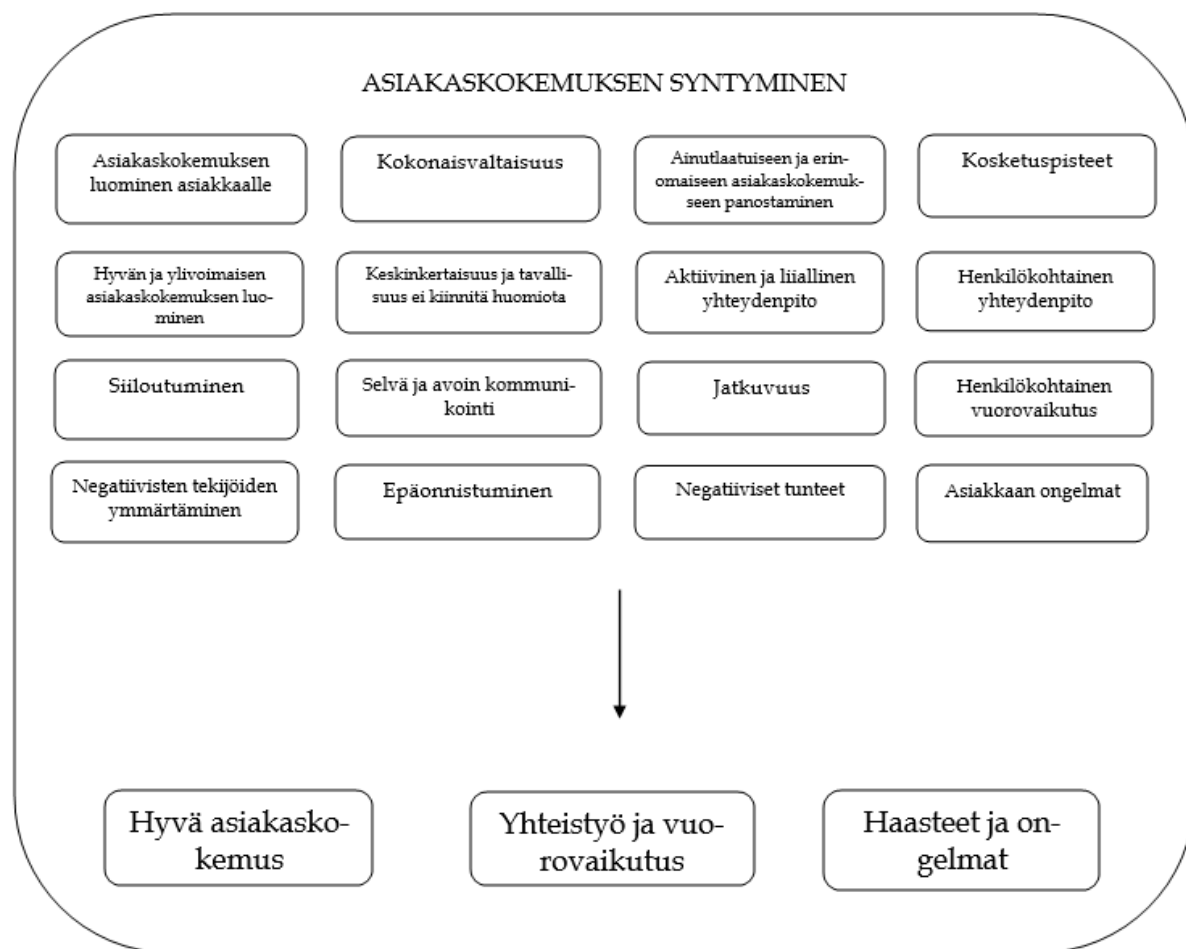 ASIAKASKOKEMUKSEN SYNTYMINEN
Asiakaskokemuksen
luominen asiakkaalle
Kokonaisvaltaisuus
Ainutlaatuiseen ja erin-
omaiseen asiakaskokemuk-
seen panostaminen
Kosketuspisteet
Hyvän ja ylivoimaisen
asiakaskokemuksen luo-
minen
Keskinkertaisuus ja tavalli-
suus ei kiinnitä huomiota
Aktiivinen ja liiallinen
yhteydenpito
Henkilökohtainen
yhteydenpito
Siiloutuminen
Selvä ja avoin kommuni-
kointi
Jatkuvuus
Henkilökohtainen
vuorovaikutus
Negatiivisten tekijöiden
ymmärtäminen
Epäonnistuminen
Negatiiviset tunteet
Asiakkaan ongelmat
Hyvä asiakasko-
kemus
Yhteistyö ja vuo-
rovaikutus
Haasteet ja on-
gelmat